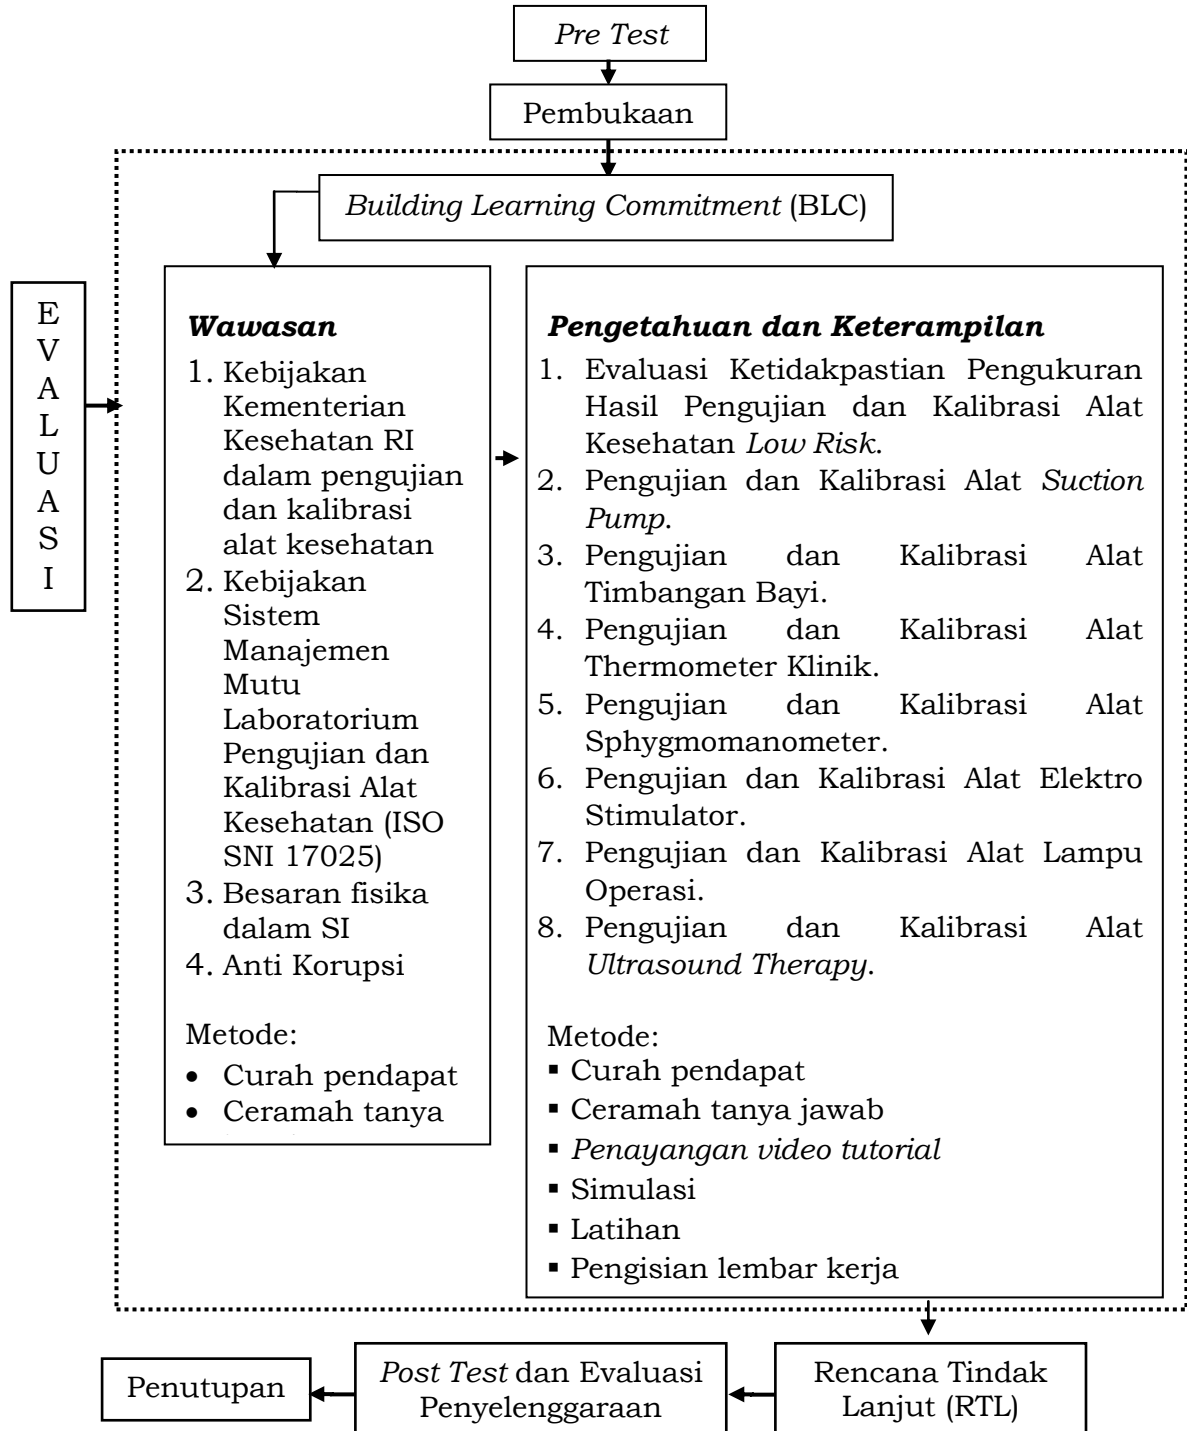 Pre Test
Pembukaan
Building Learning Commitment (BLC)
E
V
A
L
U
A
S
I
Wawasan
1. Kebijakan
Kementerian
Kesehatan RI
dalam pengujian
dan kalibrasi
alat kesehatan
2. Kebijakan
Sistem
Manajemen
Mutu
Laboratorium
Pengujian dan
Kalibrasi Alat
Kesehatan (ISO
SNI 17025)
3. Besaran fisika
dalam SI
4. Anti Korupsi
Metode:
• Curah pendapat
• Ceramah tanya
Pengetahuan dan Keterampilan
1. Evaluasi Ketidakpastian Pengukuran
Hasil Pengujian dan Kalibrasi Alat
Kesehatan Low Risk.
2. Pengujian dan Kalibrasi Alat Suction
Pump.
3. Pengujian dan Kalibrasi Alat
Timbangan Bayi.
4. Pengujian dan Kalibrasi Alat
Thermometer Klinik.
5. Pengujian dan Kalibrasi Alat
Sphygmomanometer.
6. Pengujian dan Kalibrasi Alat Elektro
Stimulator.
7. Pengujian dan Kalibrasi Alat Lampu
Operasi.
8. Pengujian dan Kalibrasi Alat
Ultrasound Therapy.
Metode:
▪ Curah pendapat
▪ Ceramah tanya jawab
▪ Penayangan video tutorial
▪ Simulasi
▪ Latihan
▪ Pengisian lembar kerja
Rencana Tindak
Lanjut (RTL)
Post Test dan Evaluasi
Penyelenggaraan
Penutupan